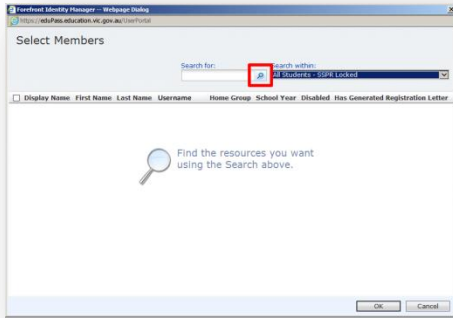 Forefront Identity Manager -- Webpage Dialog
https://eduPass.education.vic.gov.au/UserPortal
Select Members
Search for:
Search within:
All Students - SSPR Locked
Display Name First Name Last Name Username Home Group School Year Disabled Has Generated Registration Letter
Find the resources you want
using the Search above.
OK Cancel